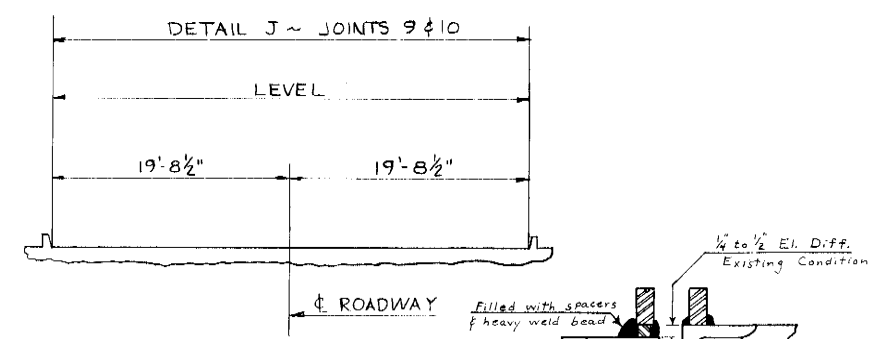 DETAIL J ~ JOINTS 9 & 10
LEVEL
19'-8½" 19'-8½"
¼" to ½" El. Diff.
Existing Condition
℄ ROADWAY
Filled with spacers
& heavy weld bead